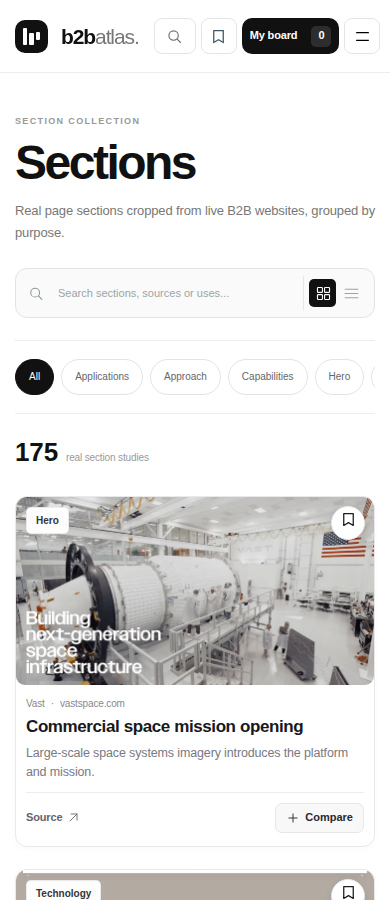 b2batlas.
My board 0
SECTION COLLECTION
Sections
Real page sections cropped from live B2B websites, grouped by
purpose.
Search sections, sources or uses...
All Applications Approach Capabilities Hero
175 real section studies
Hero
Building
next-generation
space
infrastructure
Vast · vastspace.com
Commercial space mission opening
Large-scale space systems imagery introduces the platform
and mission.
Source Compare
Technology